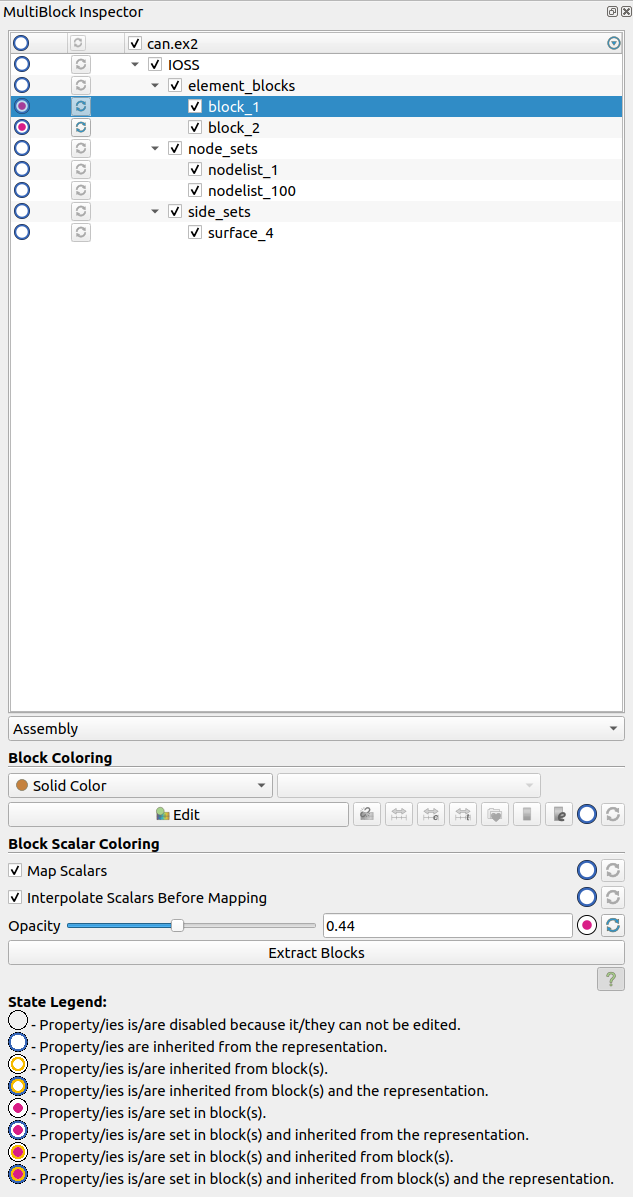 MultiBlock Inspector
can.ex2
IOSS
element_blocks
block_1
block_2
node_sets
nodelist_1
nodelist_100
side_sets
surface_4
Assembly
Block Coloring
Solid Color
Edit
Block Scalar Coloring
Map Scalars
Interpolate Scalars Before Mapping
Opacity 0.44
Extract Blocks
?
State Legend:
- Property/ies is/are disabled because it/they can not be edited.
- Property/ies are inherited from the representation.
- Property/ies is/are inherited from block(s).
- Property/ies is/are inherited from block(s) and the representation.
- Property/ies is/are set in block(s).
- Property/ies is/are set in block(s) and inherited from the representation.
- Property/ies is/are set in block(s) and inherited from block(s).
- Property/ies is/are set in block(s) and inherited from block(s) and the representation.